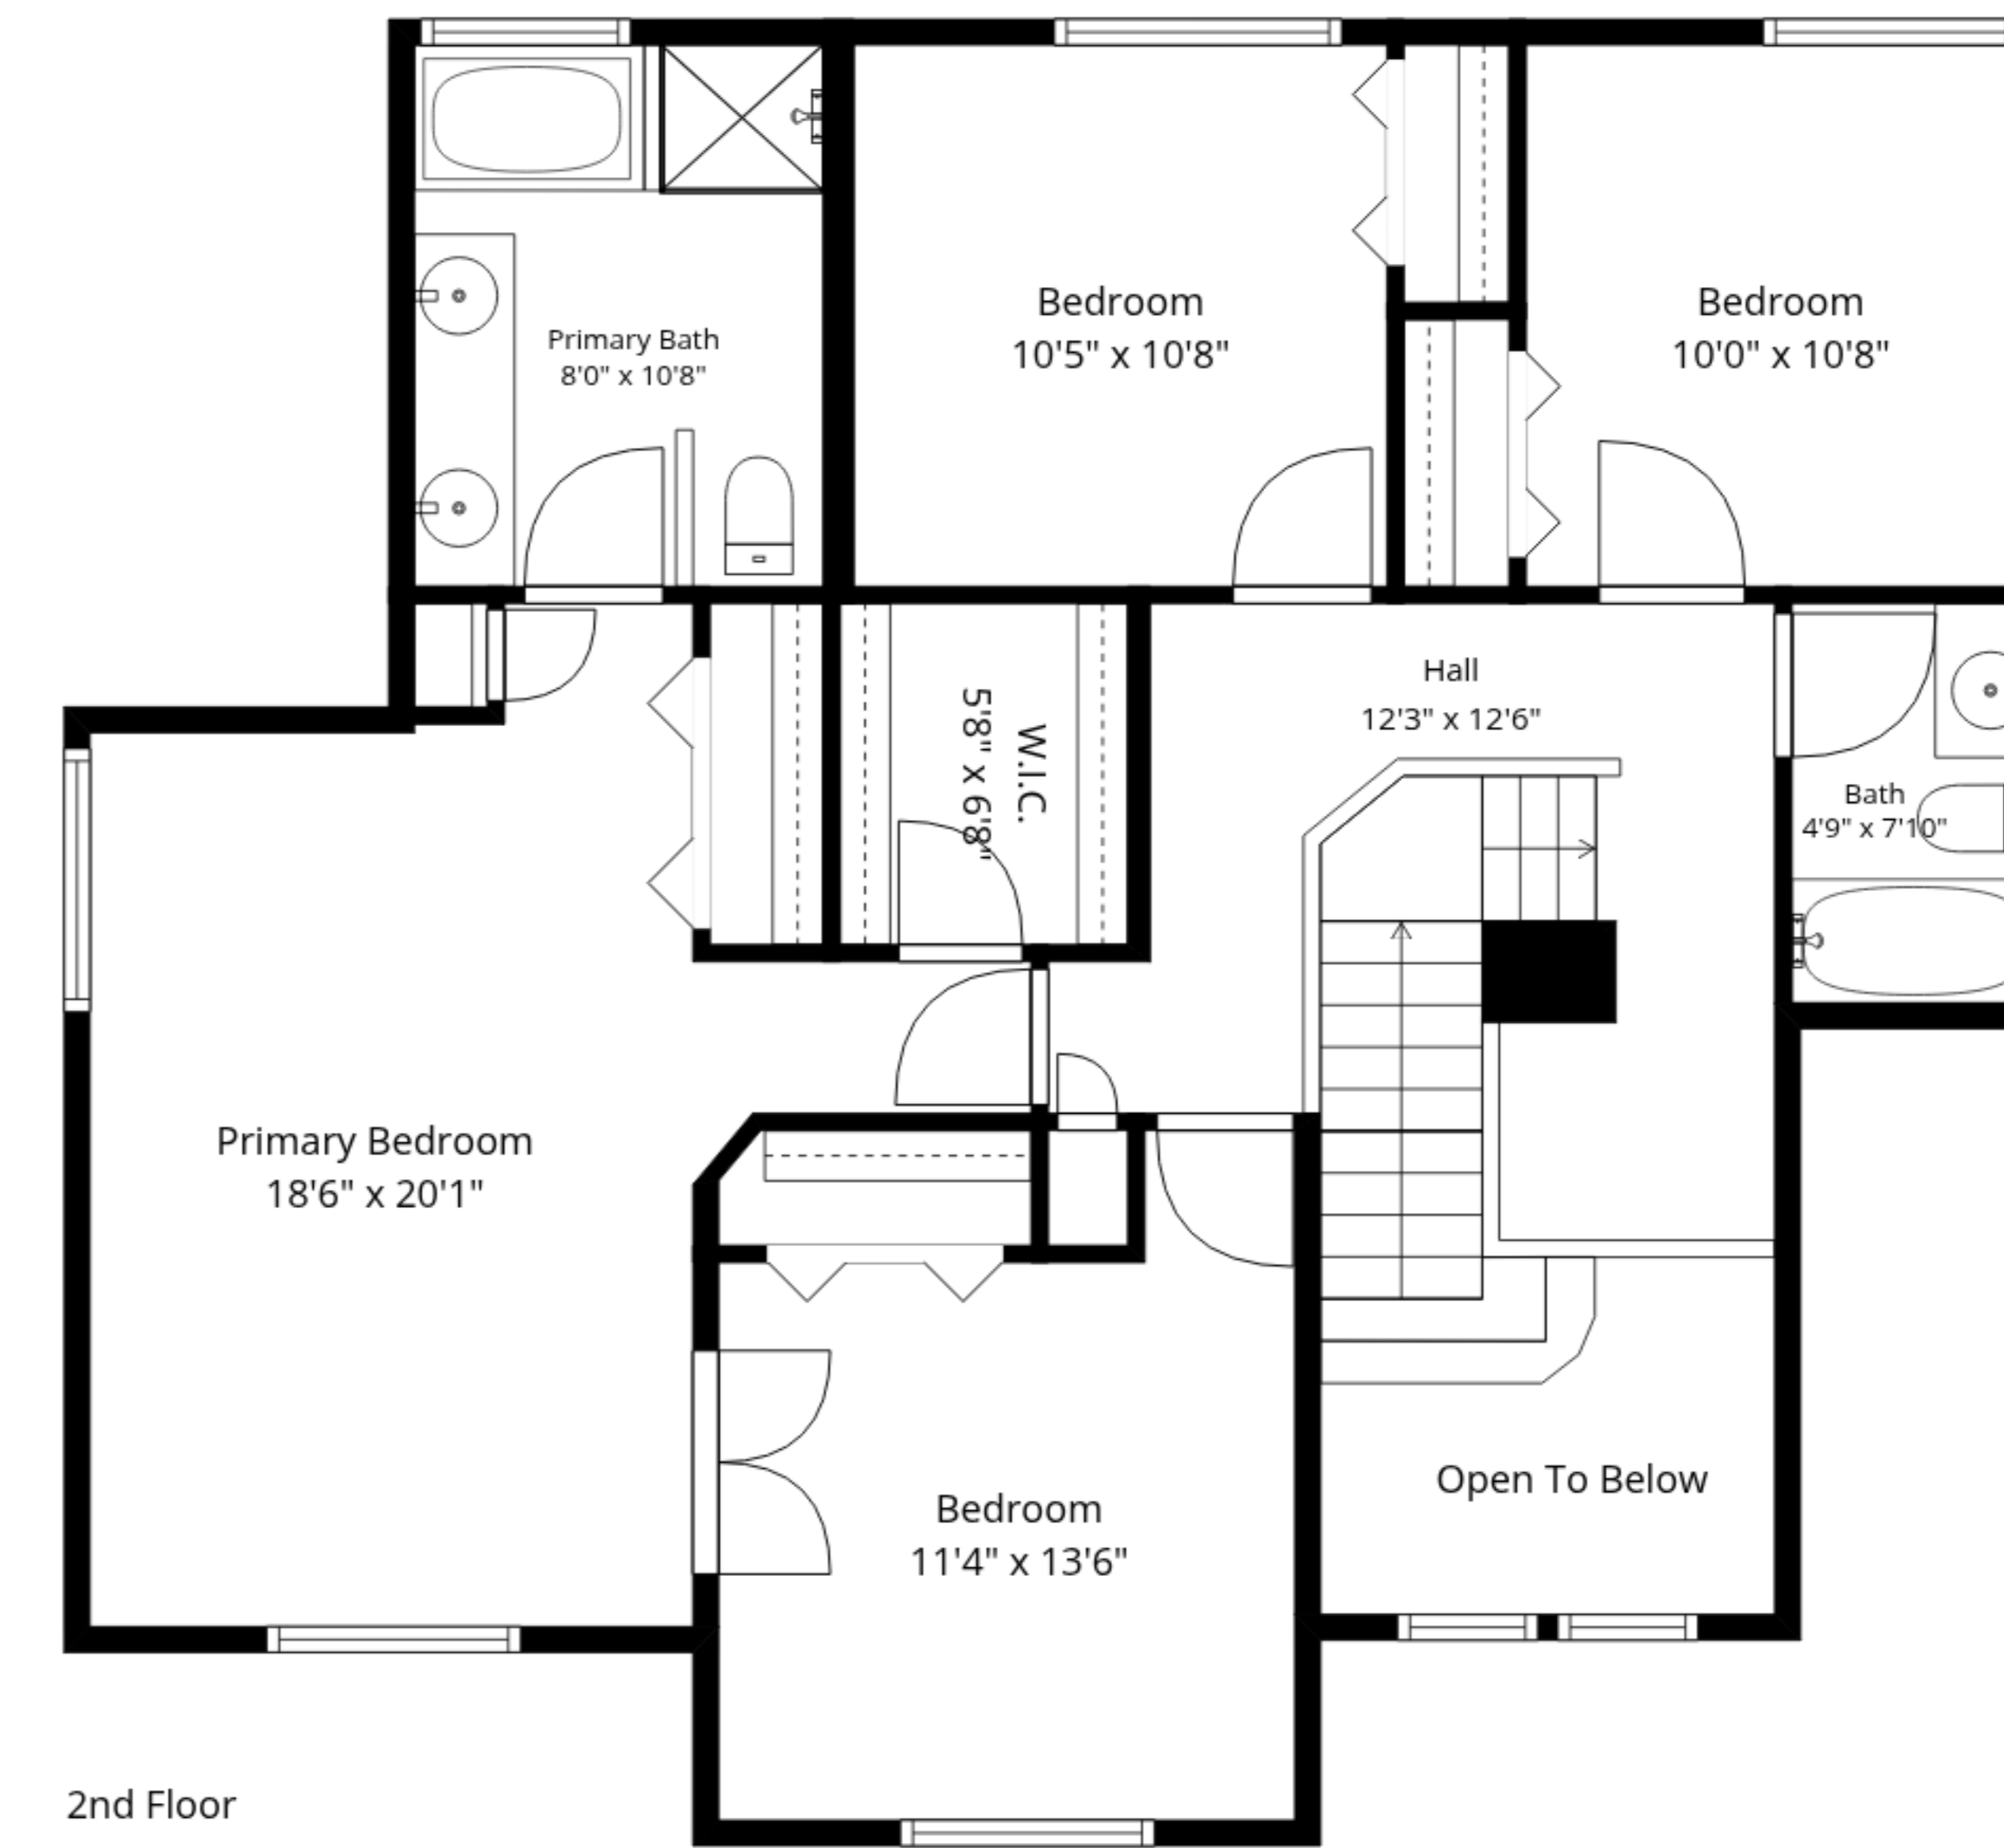 Bedroom
10'5" x 10'8"
Bedroom
10'0" x 10'8"
Primary Bath
8'0" x 10'8"
Hall
12'3" x 12'6"
W.I.C.
5'8" x 6'8"
Bath
4'9" x 7'10"
Primary Bedroom
18'6" x 20'1"
Open To Below
Bedroom
11'4" x 13'6"
2nd Floor